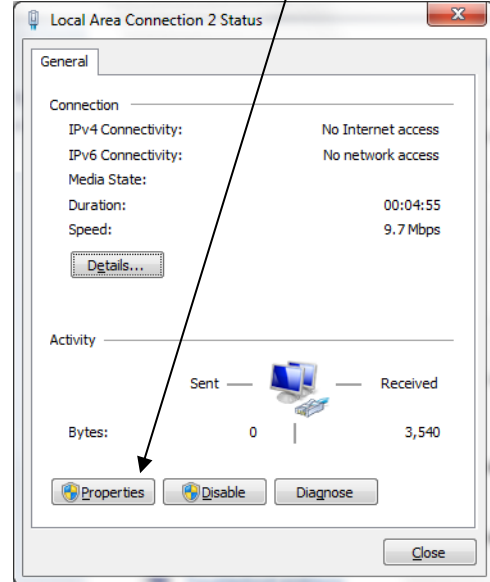 Local Area Connection 2 Status
General
Connection
IPv4 Connectivity: No Internet access
IPv6 Connectivity: No network access
Media State:
Duration: 00:04:55
Speed: 9.7 Mbps
Details...
Activity
Sent Received
Bytes: 0 3,540
Properties Disable Diagnose
Close